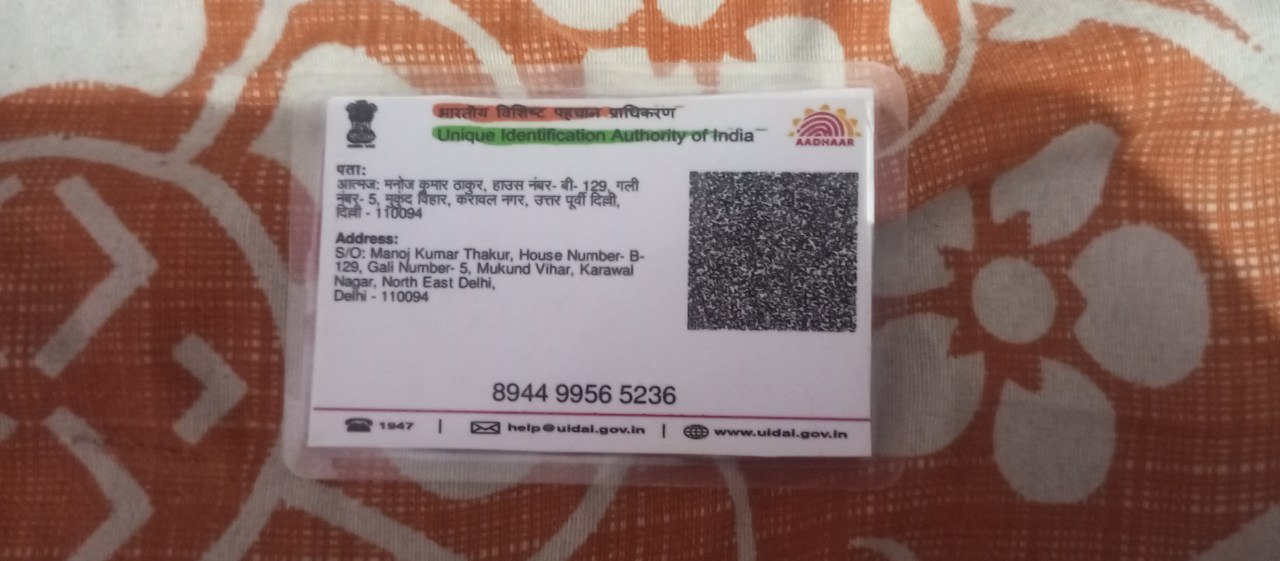 भारतीय विशिष्ट पहचान प्राधिकरण
Unique Identification Authority of India
AADHAAR
पता:
आत्मज: मनोज कुमार ठाकुर, हाउस नंबर- बी- 129, गली
नंबर- 5, मुकुंद विहार, करावल नगर, उत्तर पूर्वी दिल्ली,
दिल्ली - 110094
Address:
S/O: Manoj Kumar Thakur, House Number- B-
129, Gali Number- 5, Mukund Vihar, Karawal
Nagar, North East Delhi,
Delhi - 110094
8944 9956 5236
1947 | help@uidai.gov.in | www.uidai.gov.in